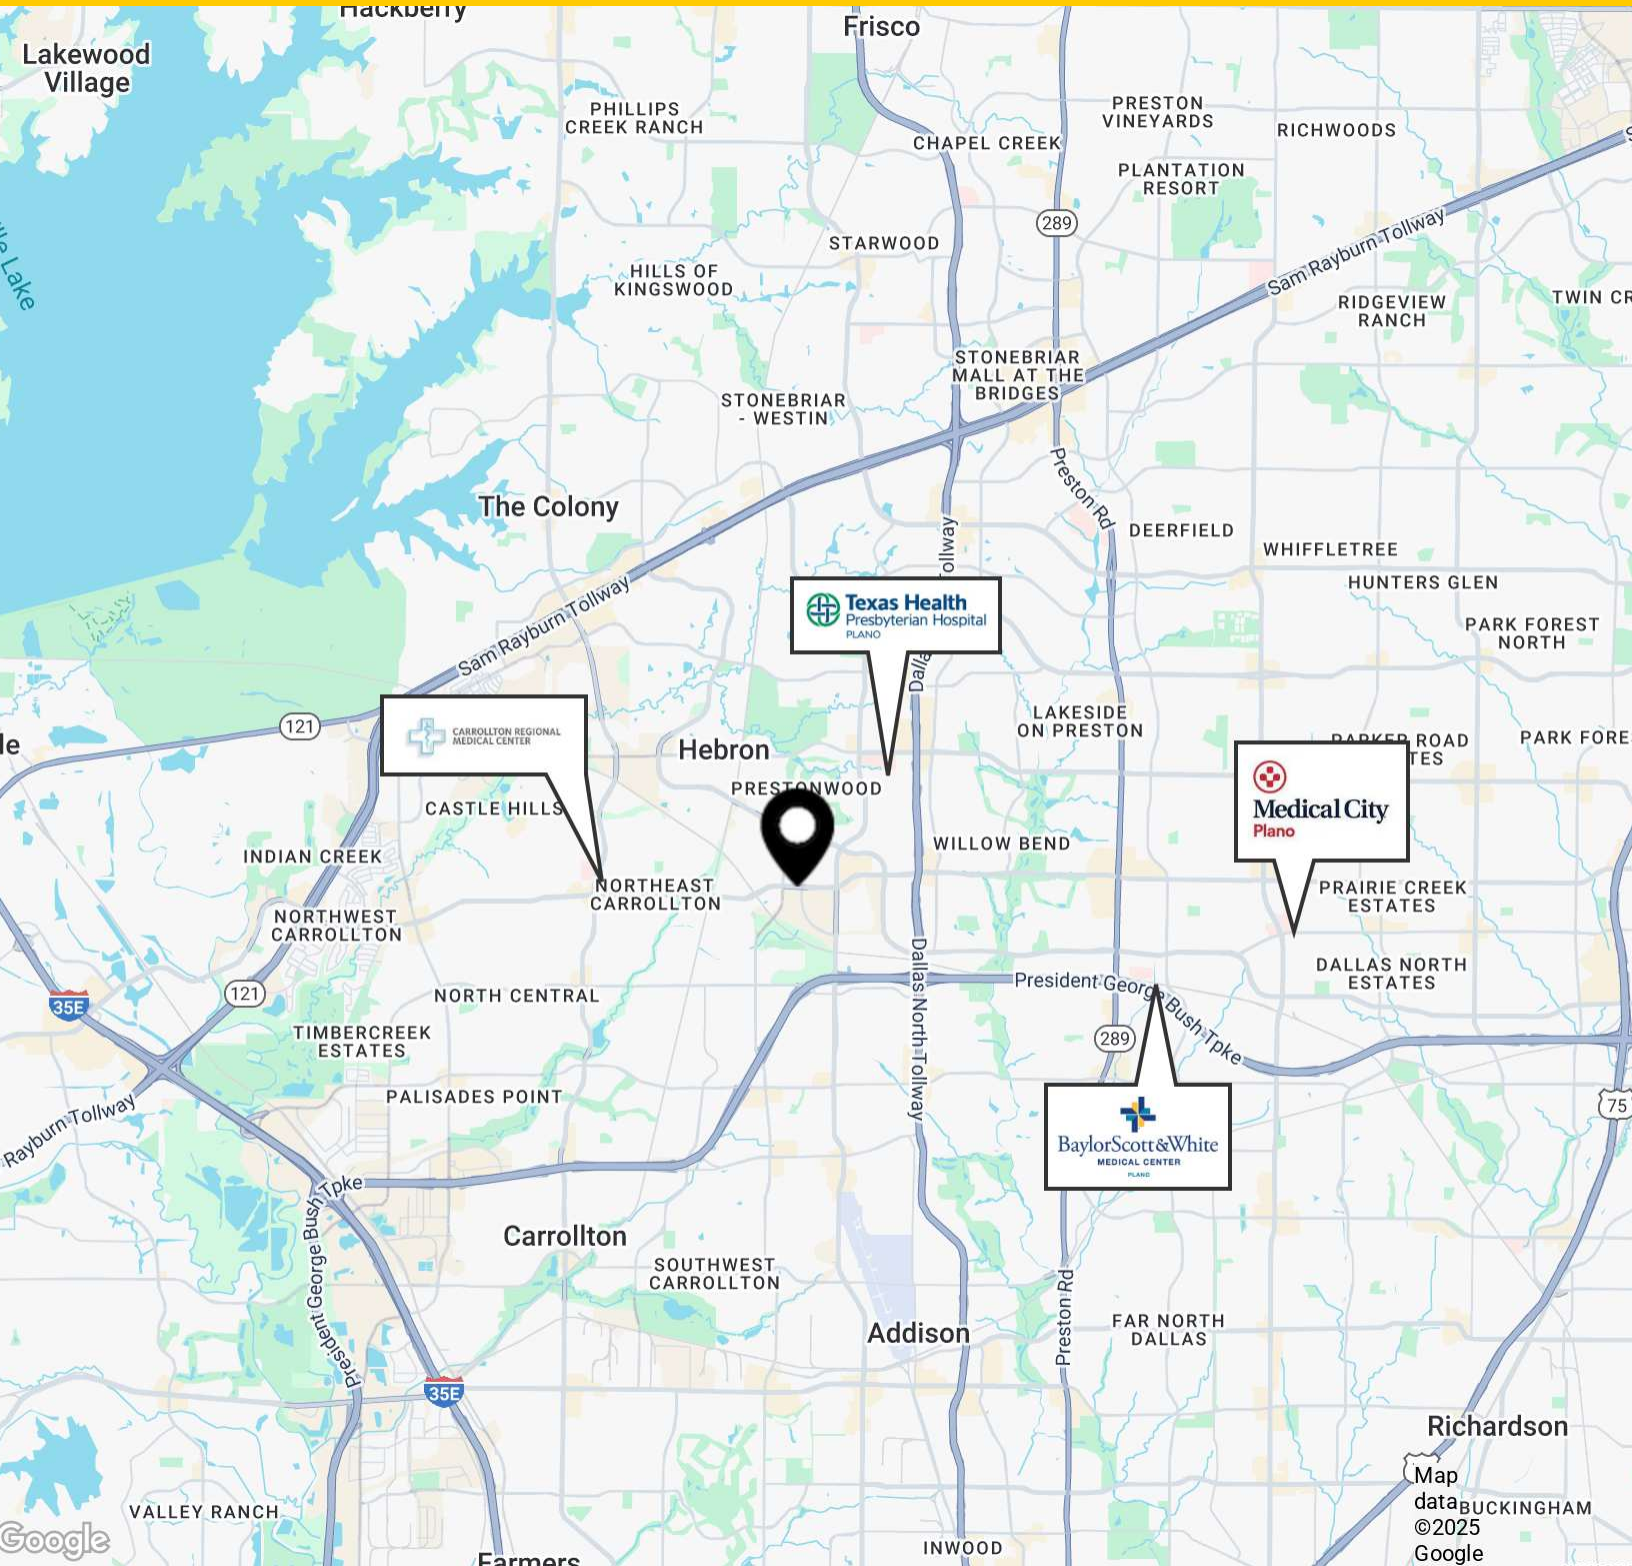 Hackberry
Frisco
Lakewood
Village
PHILLIPS
CREEK RANCH
PRESTON
VINEYARDS
RICHWOODS
CHAPEL CREEK
PLANTATION
RESORT
289
STARWOOD
Sam Rayburn Tollway
HILLS OF
KINGSWOOD
RIDGEVIEW
RANCH
TWIN CR
lle Lake
STONEBRIAR
MALL AT THE
BRIDGES
STONEBRIAR
- WESTIN
Preston Rd
The Colony
DEERFIELD
WHIFFLETREE
HUNTERS GLEN
ollway
Sam Rayburn Tollway
Texas Health
Presbyterian Hospital
PLANO
PARK FOREST
NORTH
Dalla
121
CARROLLTON REGIONAL
MEDICAL CENTER
LAKESIDE
ON PRESTON
le
Hebron
PARKER ROAD
TES
PARK FORE
PRESTONWOOD
Medical City
Plano
CASTLE HILLS
WILLOW BEND
INDIAN CREEK
NORTHEAST
CARROLLTON
PRAIRIE CREEK
ESTATES
NORTHWEST
CARROLLTON
DALLAS NORTH
ESTATES
President George Bush Tpke
Dallas North Tollway
35E
121
NORTH CENTRAL
TIMBERCREEK
ESTATES
289
PALISADES POINT
75
Rayburn Tollway
BaylorScott&White
MEDICAL CENTER
PLANO
President George Bush Tpke
Carrollton
SOUTHWEST
CARROLLTON
Preston Rd
FAR NORTH
DALLAS
Addison
35E
Richardson
Map
data
©2025
Google
BUCKINGHAM
VALLEY RANCH
Google
INWOOD
Farmers